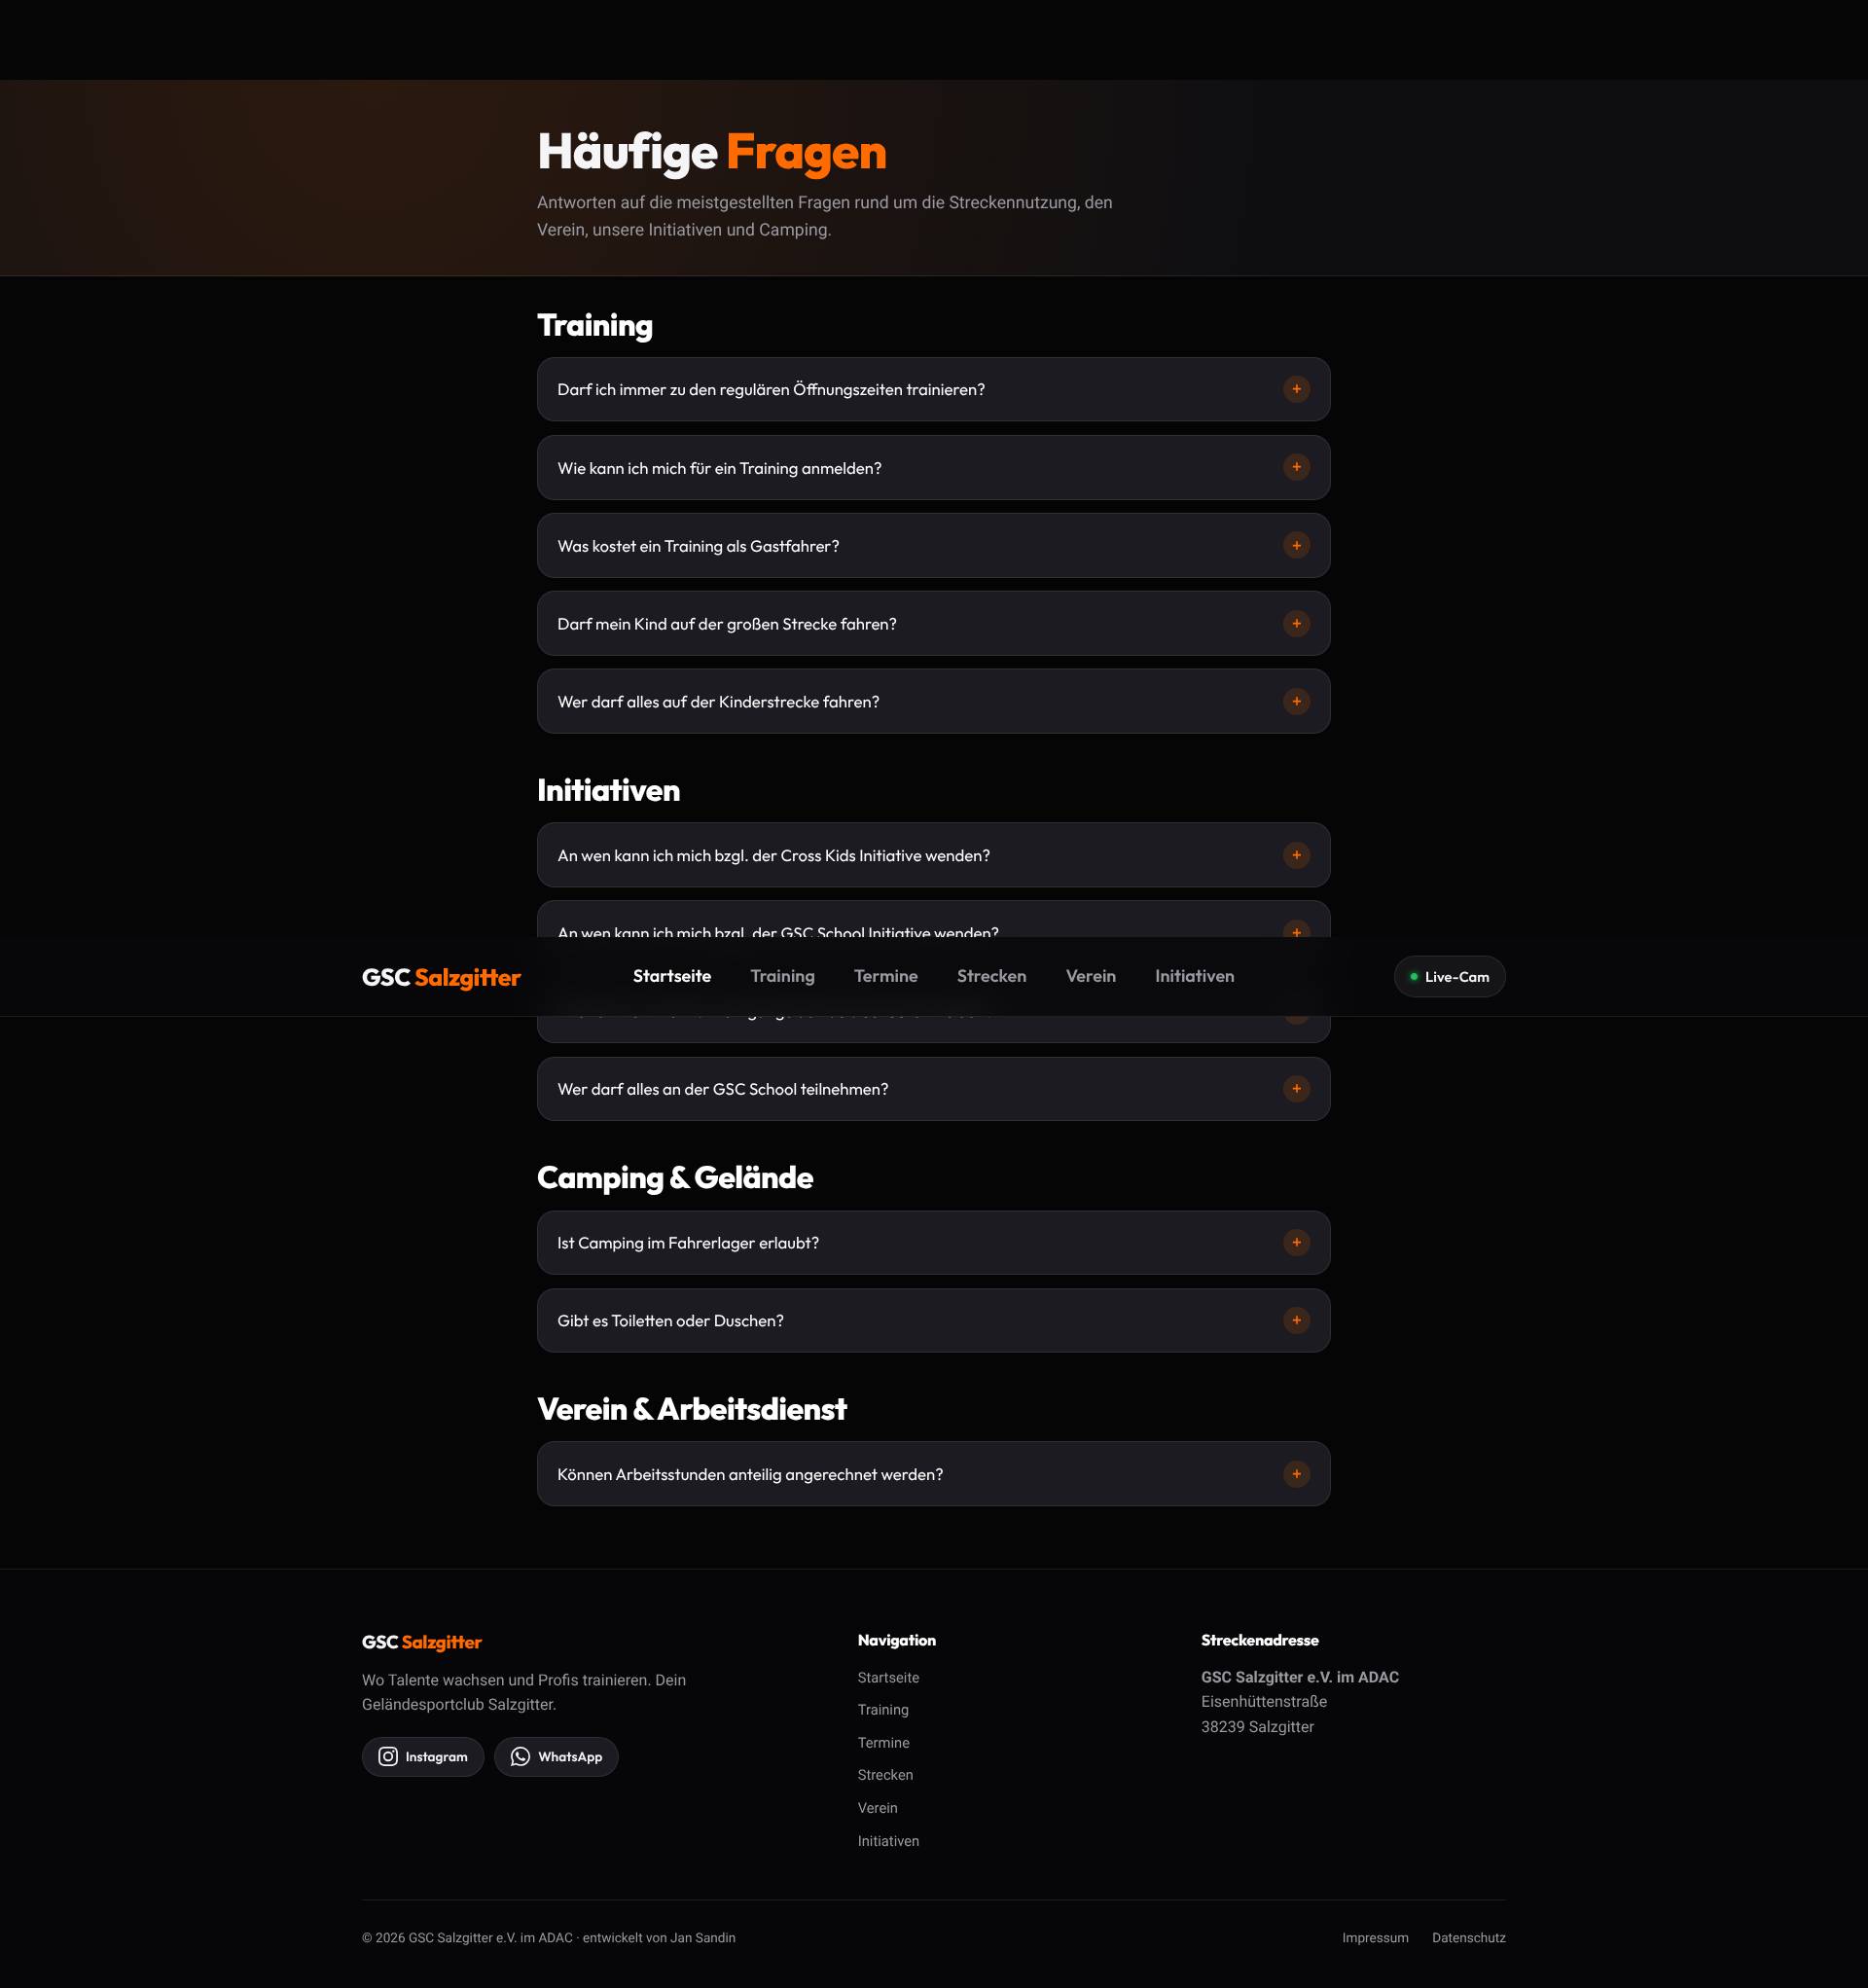 Häufige Fragen
Antworten auf die meistgestellten Fragen rund um die Streckennutzung, den
Verein, unsere Initiativen und Camping.
Training
Darf ich immer zu den regulären Öffnungszeiten trainieren?
Wie kann ich mich für ein Training anmelden?
Was kostet ein Training als Gastfahrer?
Darf mein Kind auf der großen Strecke fahren?
Wer darf alles auf der Kinderstrecke fahren?
Initiativen
An wen kann ich mich bzgl. der Cross Kids Initiative wenden?
An wen kann ich mich bzgl. der GSC School Initiative wenden?
GSC Salzgitter
Startseite
Training
Termine
Strecken
Verein
Initiativen
Live-Cam
Wer darf alles an der GSC School teilnehmen?
Camping & Gelände
Ist Camping im Fahrerlager erlaubt?
Gibt es Toiletten oder Duschen?
Verein & Arbeitsdienst
Können Arbeitsstunden anteilig angerechnet werden?
GSC Salzgitter
Wo Talente wachsen und Profis trainieren. Dein
Geländesportclub Salzgitter.
Instagram
WhatsApp
Navigation
Startseite
Training
Termine
Strecken
Verein
Initiativen
Streckenadresse
GSC Salzgitter e.V. im ADAC
Eisenhüttenstraße
38239 Salzgitter
© 2026 GSC Salzgitter e.V. im ADAC · entwickelt von Jan Sandin
Impressum
Datenschutz